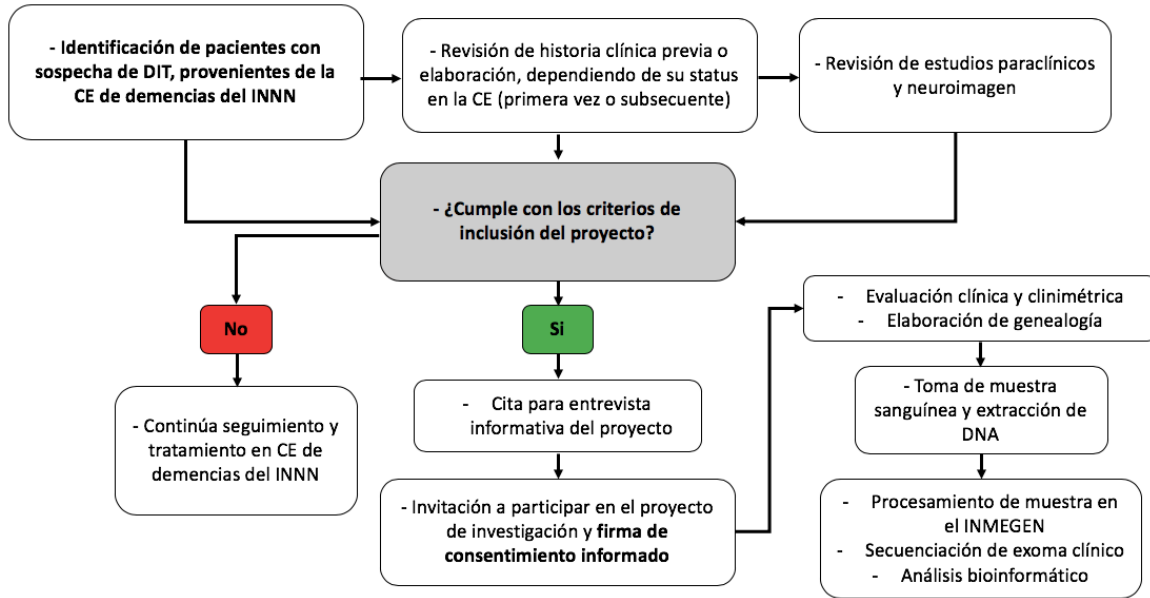 - Identificación de pacientes con
sospecha de DIT, provenientes de la
CE de demencias del INNN
- Revisión de historia clínica previa o
elaboración, dependiendo de su status
en la CE (primera vez o subsecuente)
- Revisión de estudios paraclínicos
y neuroimagen
- ¿Cumple con los criterios de
inclusión del proyecto?
No
Si
- Continúa seguimiento y
tratamiento en CE de
demencias del INNN
- Cita para entrevista
informativa del proyecto
- Invitación a participar en el proyecto
de investigación y firma de
consentimiento informado
- Evaluación clínica y clinimétrica
- Elaboración de genealogía
- Toma de muestra
sanguínea y extracción de
DNA
- Procesamiento de muestra en
el INMEGEN
- Secuenciación de exoma clínico
- Análisis bioinformático